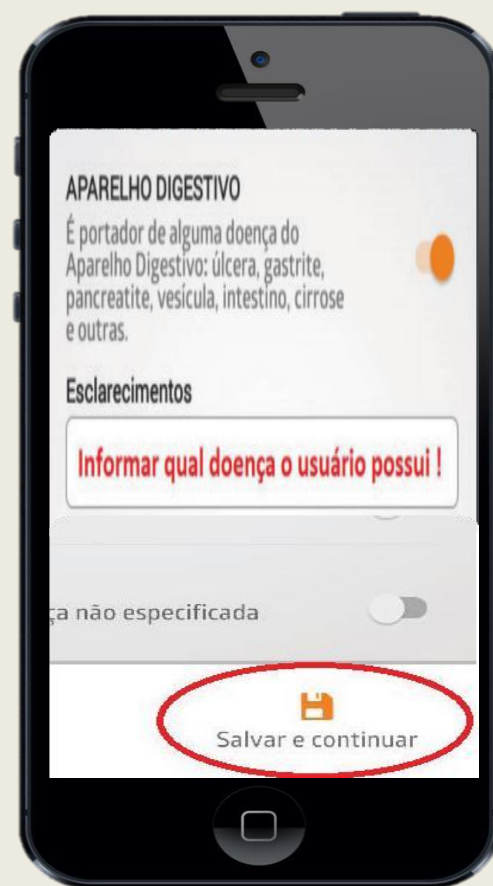 APARELHO DIGESTIVO
É portador de alguma doença do
Aparelho Digestivo: úlcera, gastrite,
pancreatite, vesícula, intestino, cirrose
e outras.
Esclarecimentos
Informar qual doença o usuário possui !
ça não especificada
Salvar e continuar